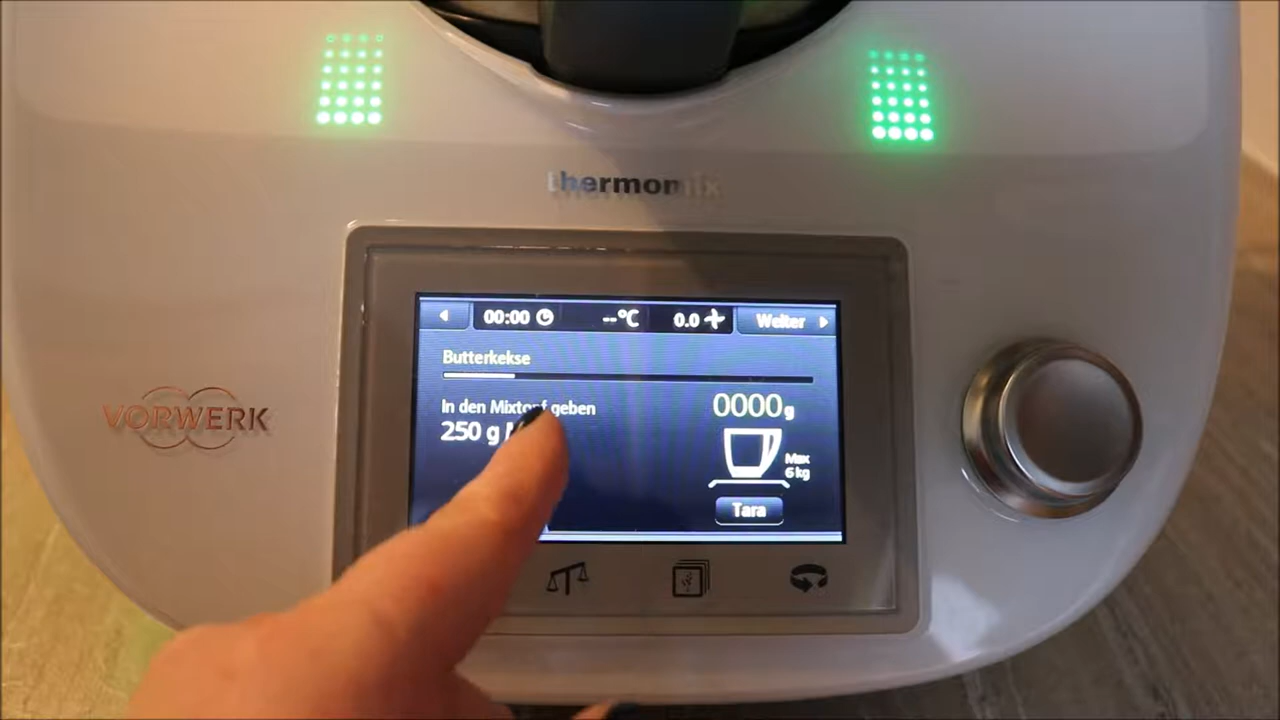 thermomix
VORWERK
00:00 --°C 0.0 Weiter
Butterkekse
In den Mixtopf geben
250 g
0000g
Max
6 kg
Tara